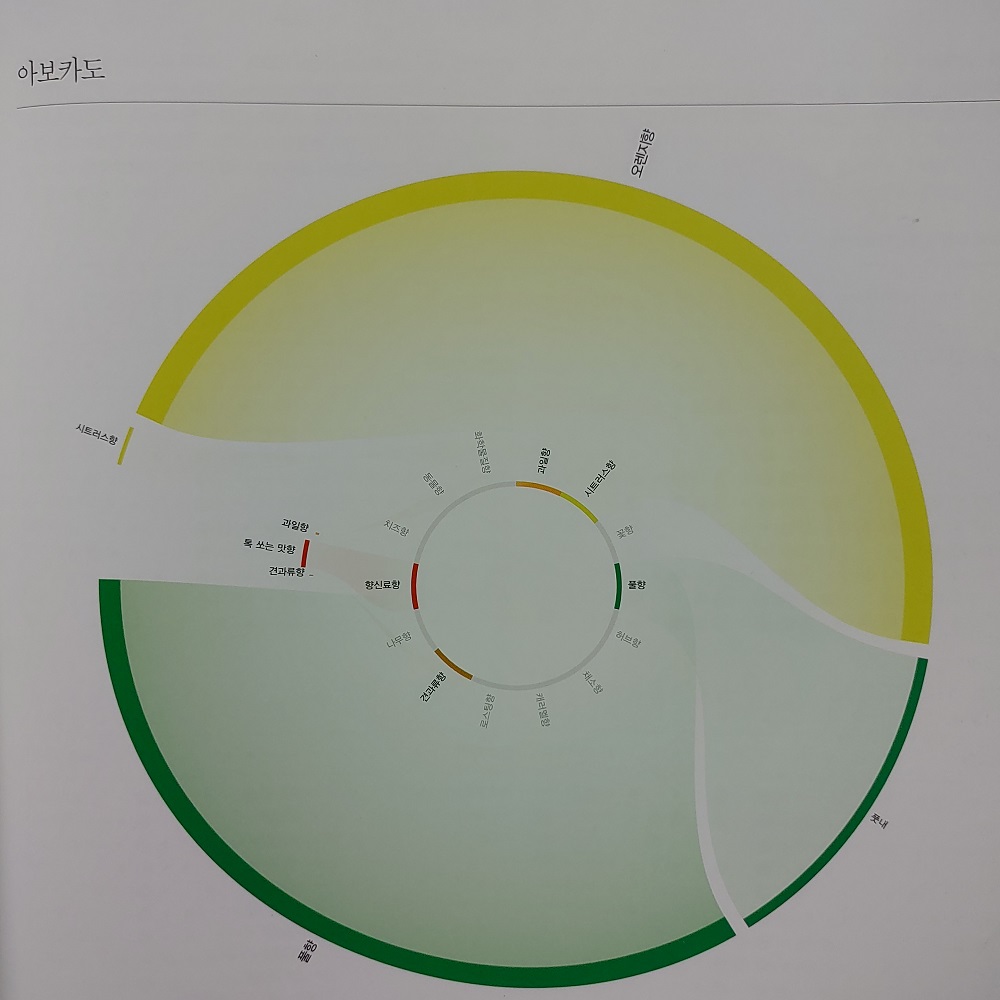 아보카도
오렌지향
시트러스향
과일향
톡 쏘는 맛향
견과류향
풀향
풋내
화학물질향
과일향
시트러스향
꽃향
풀향
허브향
채소향
캐러멜향
로스팅향
견과류향
나무향
향신료향
치즈향
동물향